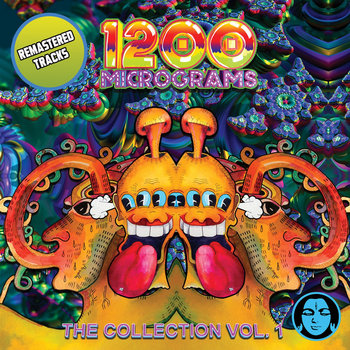 REMASTERED
TRACKS
1200
MICROGRAMS
THE COLLECTION VOL. 1